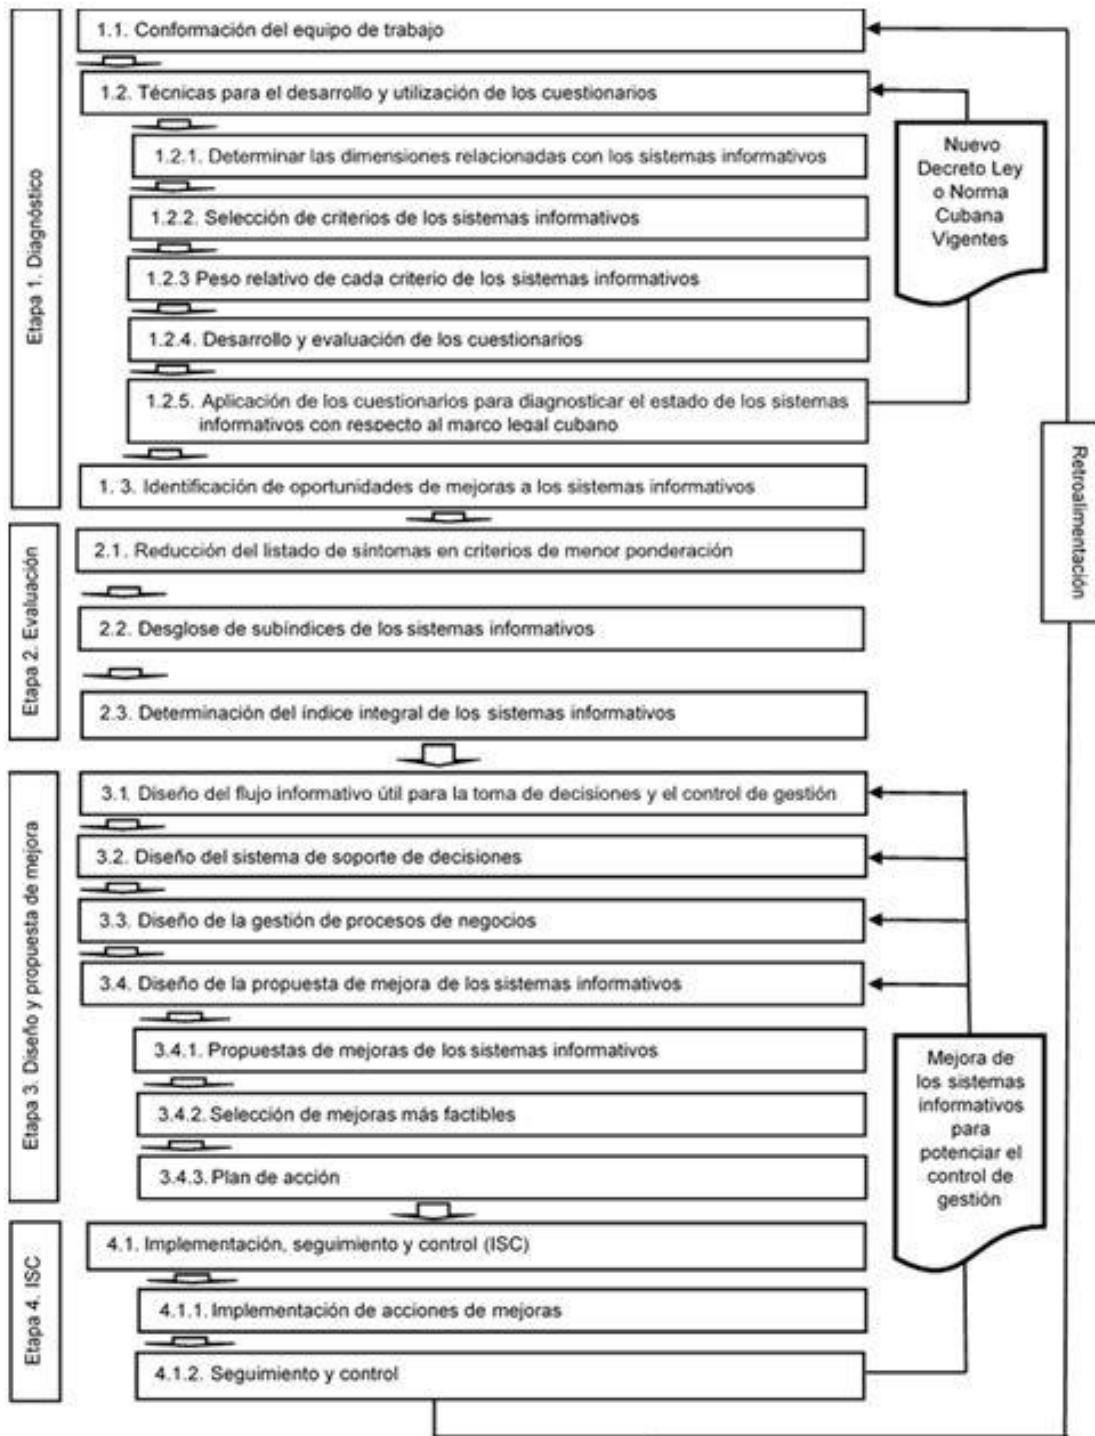 Etapa 1. Diagnóstico
1.1. Conformación del equipo de trabajo
1.2. Técnicas para el desarrollo y utilización de los cuestionarios
1.2.1. Determinar las dimensiones relacionadas con los sistemas informativos
1.2.2. Selección de criterios de los sistemas informativos
1.2.3 Peso relativo de cada criterio de los sistemas informativos
1.2.4. Desarrollo y evaluación de los cuestionarios
1.2.5. Aplicación de los cuestionarios para diagnosticar el estado de los sistemas
informativos con respecto al marco legal cubano
1. 3. Identificación de oportunidades de mejoras a los sistemas informativos
Nuevo
Decreto Ley
o Norma
Cubana
Vigentes
Retroalimentación
Etapa 2. Evaluación
2.1. Reducción del listado de síntomas en criterios de menor ponderación
2.2. Desglose de subíndices de los sistemas informativos
2.3. Determinación del índice integral de los sistemas informativos
Etapa 3. Diseño y propuesta de mejora
3.1. Diseño del flujo informativo útil para la toma de decisiones y el control de gestión
3.2. Diseño del sistema de soporte de decisiones
3.3. Diseño de la gestión de procesos de negocios
3.4. Diseño de la propuesta de mejora de los sistemas informativos
3.4.1. Propuestas de mejoras de los sistemas informativos
3.4.2. Selección de mejoras más factibles
3.4.3. Plan de acción
Mejora de
los sistemas
informativos
para
potenciar el
control de
gestión
Etapa 4. ISC
4.1. Implementación, seguimiento y control (ISC)
4.1.1. Implementación de acciones de mejoras
4.1.2. Seguimiento y control